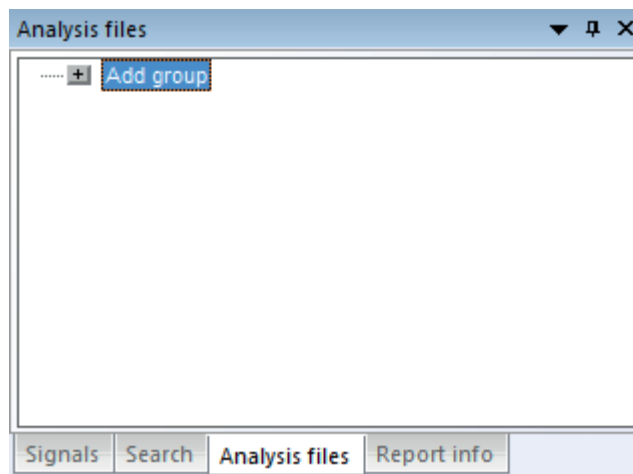 Analysis files
Add group
Signals Search Analysis files Report info